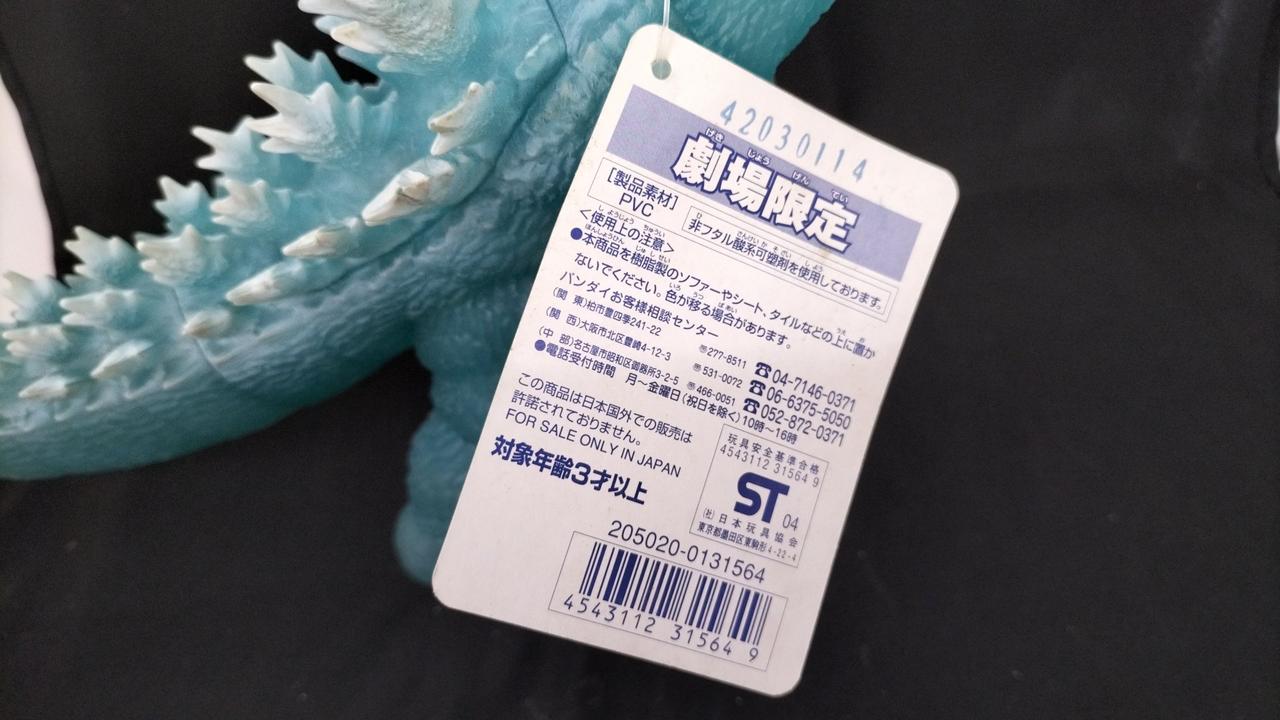 42030114
げき じょう げん てい
劇場限定
[製品素材]
PVC
非フタル酸系可塑剤を使用しております。
<使用上の注意>
●本商品を樹脂製のソファーやシート、タイルなどの上に置か
ないでください。色が移る場合があります。
バンダイお客様相談センター
(関 東)柏市豊四季241-22 〒277-8511 ☎04-7146-0371
(関 西)大阪市北区豊崎4-12-3 〒531-0072 ☎06-6375-5050
(中 部)名古屋市昭和区御器所3-2-5 〒466-0051 ☎052-872-0371
●電話受付時間 月〜金曜日(祝日を除く)10時〜16時
この商品は日本国外での販売は
許諾されておりません。
FOR SALE ONLY IN JAPAN
対象年齢3才以上
玩具安全基準合格
4543112 31564 9
ST 04
(社)日本玩具協会
東京都墨田区東駒形4-22-4
205020-0131564
4543112 31564 9